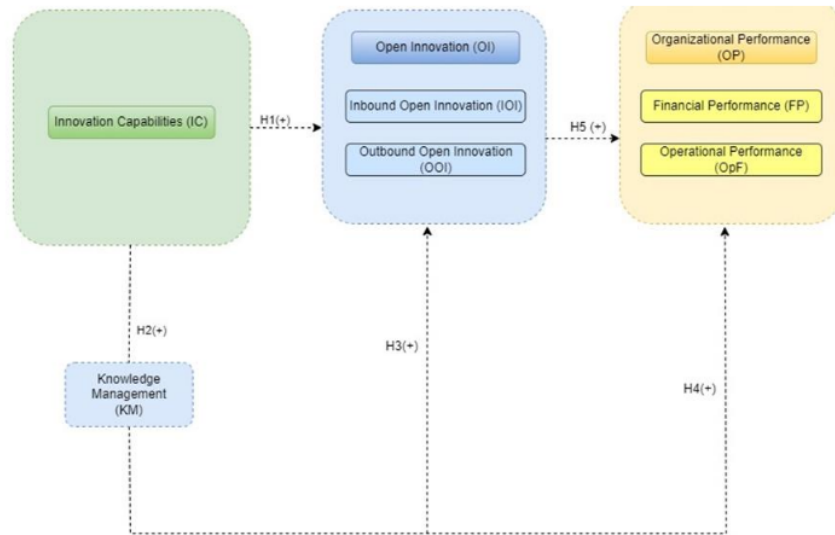 Innovation Capabilities (IC)
H1(+)
Open Innovation (OI)
Inbound Open Innovation (IOI)
Outbound Open Innovation
(OOI)
H5 (+)
Organizational Performance
(OP)
Financial Performance (FP)
Operational Performance
(OpF)
H2(+)
Knowledge
Management
(KM)
H3(+)
H4(+)